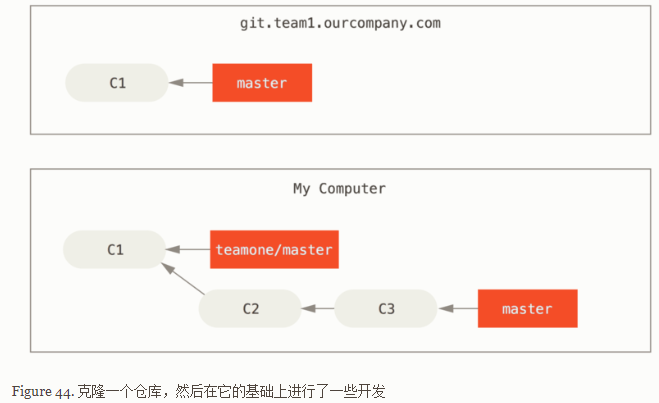 git.team1.ourcompany.com
C1 master
My Computer
C1 teamone/master
C2 C3 master
Figure 44. 克隆一个仓库，然后在它的基础上进行了一些开发